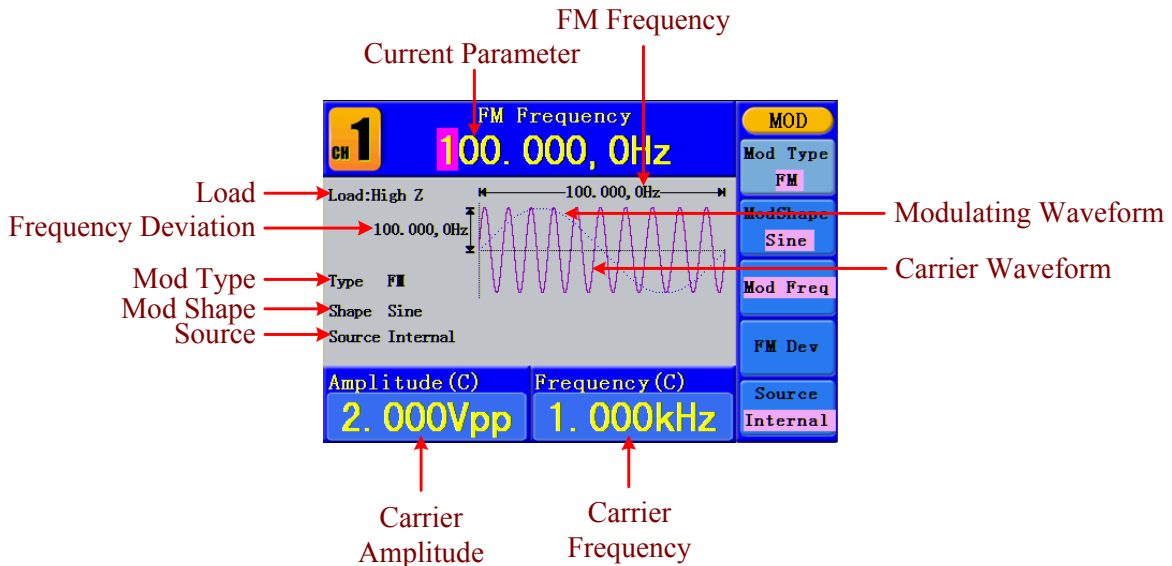 FM Frequency
Current Parameter
CH 1
FM Frequency
100.000,0Hz
MOD
Mod Type
FM
Load
Load:High Z
100.000,0Hz
ModShape
Sine
Modulating Waveform
Frequency Deviation
100.000,0Hz
Carrier Waveform
Mod Type
Type FM
Mod Freq
Mod Shape
Shape Sine
Source
Source Internal
FM Dev
Amplitude(C)
2.000Vpp
Frequency(C)
1.000kHz
Source
Internal
Carrier
Amplitude
Carrier
Frequency